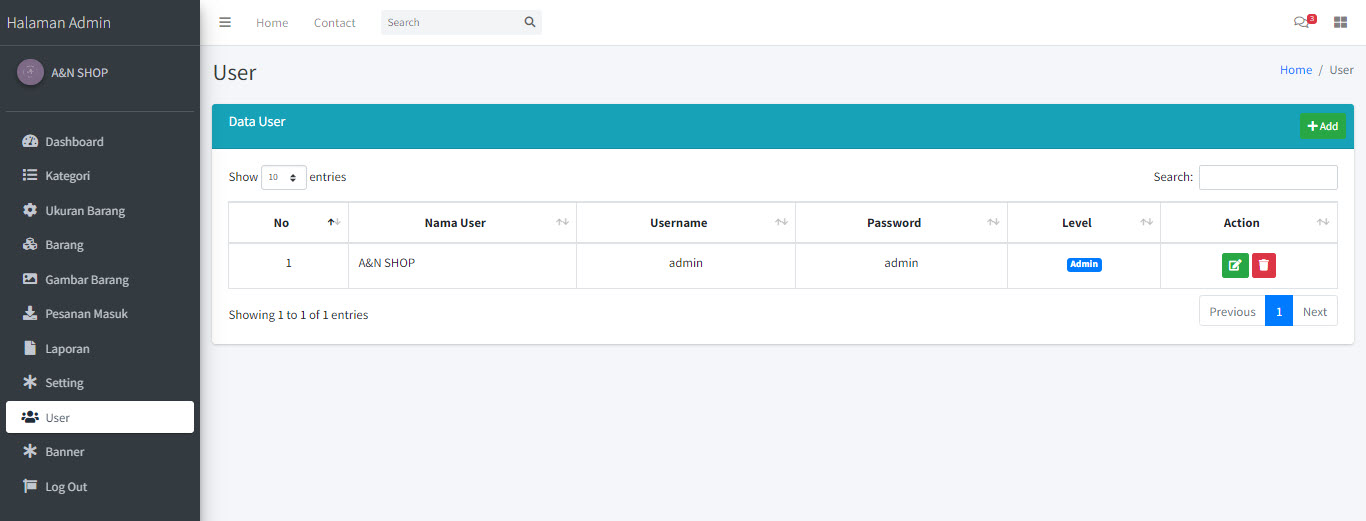 Halaman Admin
Home
Contact
Search
3
A&N SHOP
User
Home / User
Dashboard
Kategori
Ukuran Barang
Barang
Gambar Barang
Pesanan Masuk
Laporan
Setting
User
Banner
Log Out
Data User
Add
Show 10 entries
Search:
No Nama User Username Password Level Action
1 A&N SHOP admin admin Admin
Showing 1 to 1 of 1 entries
Previous 1 Next